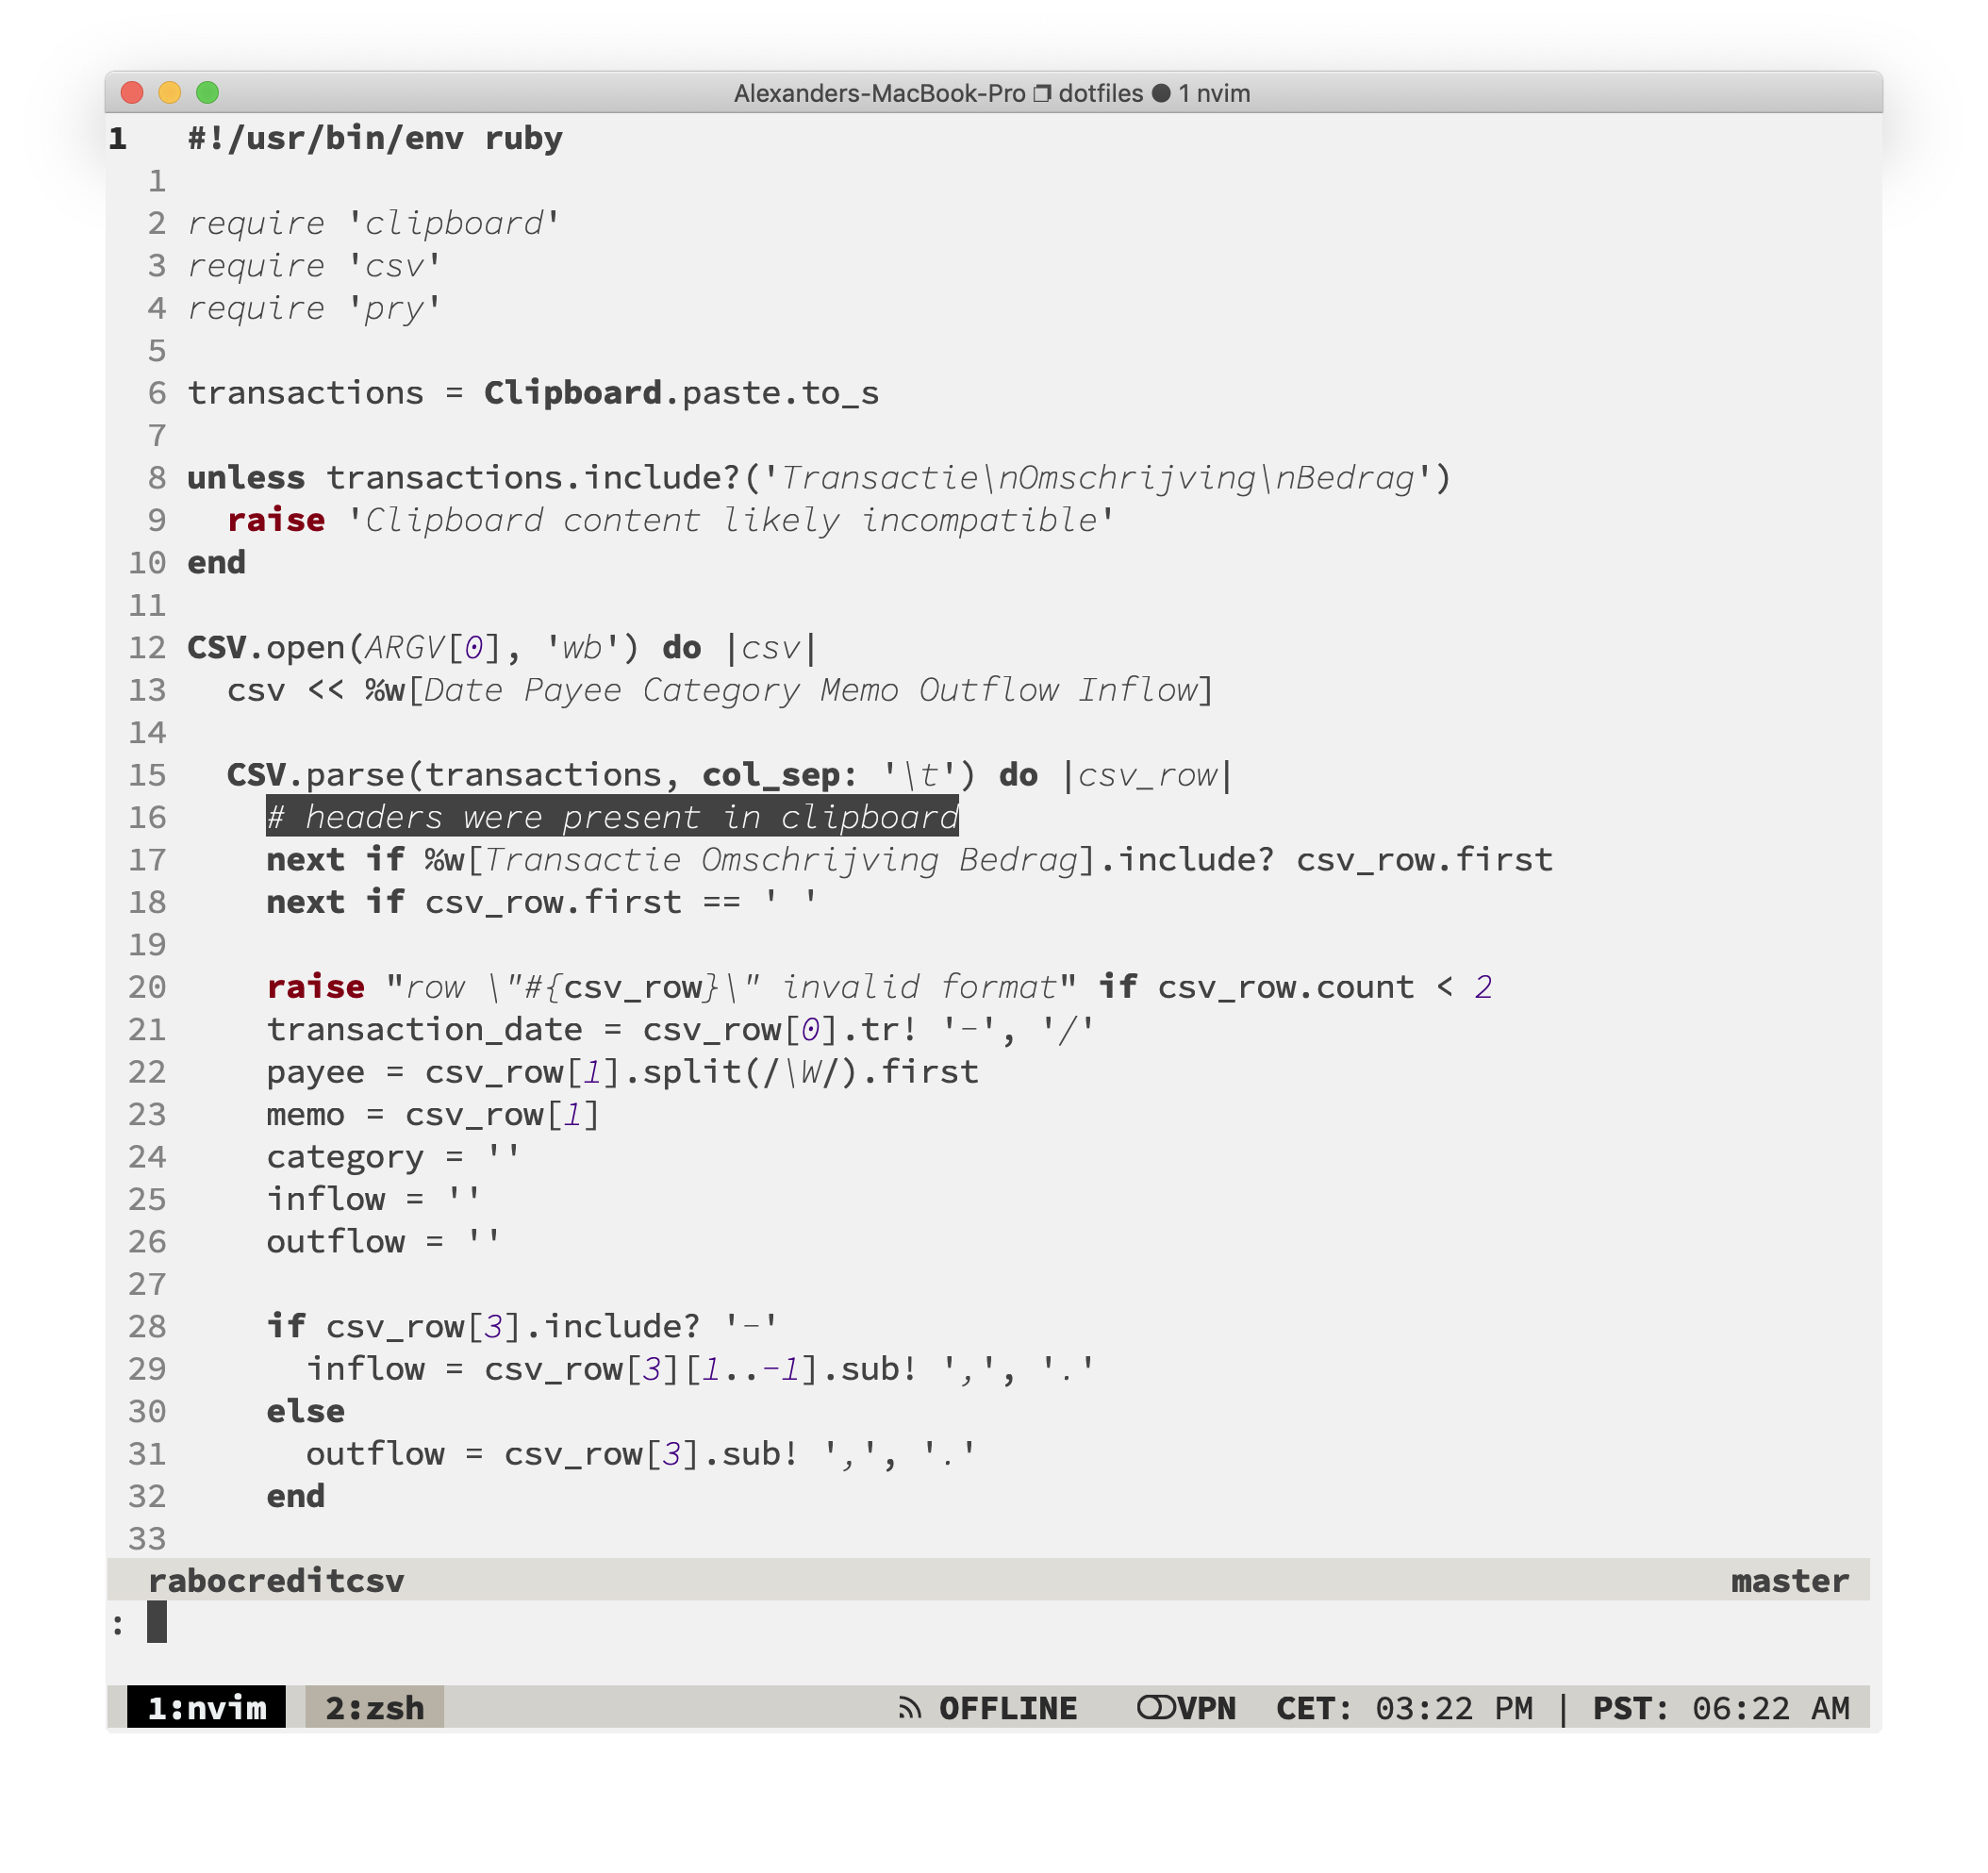 Alexanders-MacBook-Pro ❐ dotfiles ● 1 nvim
1   #!/usr/bin/env ruby
  1
  2 require 'clipboard'
  3 require 'csv'
  4 require 'pry'
  5
  6 transactions = Clipboard.paste.to_s
  7
  8 unless transactions.include?('Transactie\nOmschrijving\nBedrag')
  9   raise 'Clipboard content likely incompatible'
 10 end
 11
 12 CSV.open(ARGV[0], 'wb') do |csv|
 13   csv << %w[Date Payee Category Memo Outflow Inflow]
 14
 15   CSV.parse(transactions, col_sep: '\t') do |csv_row|
 16     # headers were present in clipboard
 17     next if %w[Transactie Omschrijving Bedrag].include? csv_row.first
 18     next if csv_row.first == ' '
 19
 20     raise "row \"#{csv_row}\" invalid format" if csv_row.count < 2
 21     transaction_date = csv_row[0].tr! '-', '/'
 22     payee = csv_row[1].split(/\W/).first
 23     memo = csv_row[1]
 24     category = ''
 25     inflow = ''
 26     outflow = ''
 27
 28     if csv_row[3].include? '-'
 29       inflow = csv_row[3][1..-1].sub! ',', '.'
 30     else
 31       outflow = csv_row[3].sub! ',', '.'
 32     end
 33
rabocreditcsv master
:
1:nvim 2:zsh OFFLINE VPN CET: 03:22 PM | PST: 06:22 AM